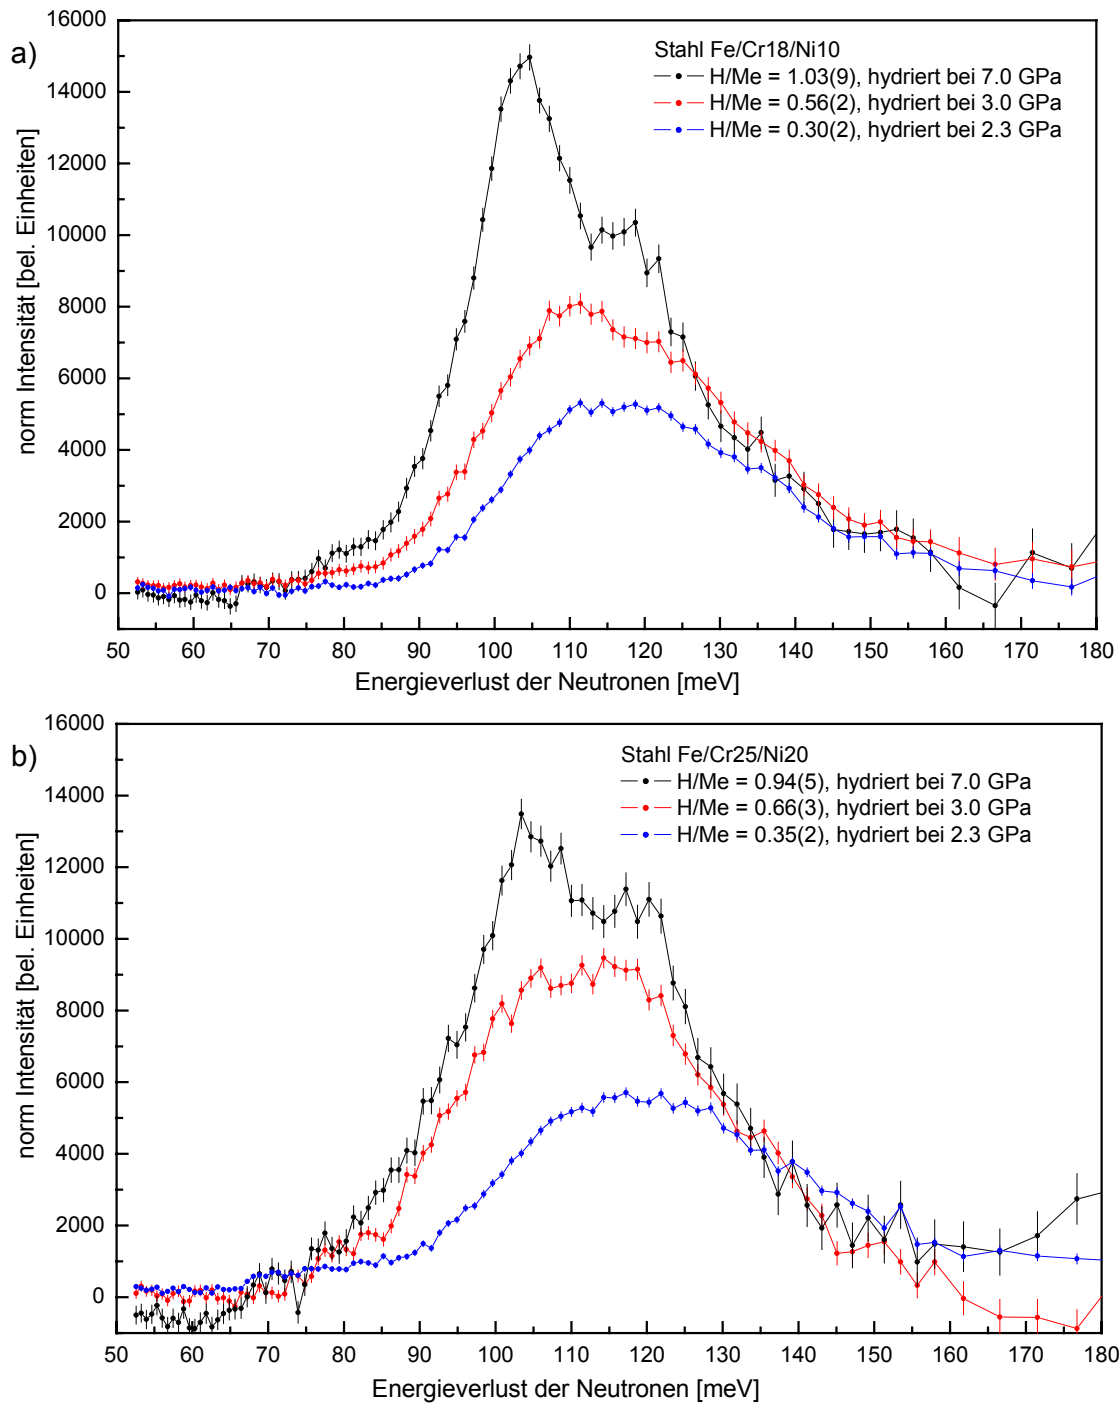 a)
norm Intensität [bel. Einheiten]
16000
14000
12000
10000
8000
6000
4000
2000
0
Stahl Fe/Cr18/Ni10
H/Me = 1.03(9), hydriert bei 7.0 GPa
H/Me = 0.56(2), hydriert bei 3.0 GPa
H/Me = 0.30(2), hydriert bei 2.3 GPa
50 60 70 80 90 100 110 120 130 140 150 160 170 180
Energieverlust der Neutronen [meV]
b)
norm Intensität [bel. Einheiten]
16000
14000
12000
10000
8000
6000
4000
2000
0
Stahl Fe/Cr25/Ni20
H/Me = 0.94(5), hydriert bei 7.0 GPa
H/Me = 0.66(3), hydriert bei 3.0 GPa
H/Me = 0.35(2), hydriert bei 2.3 GPa
50 60 70 80 90 100 110 120 130 140 150 160 170 180
Energieverlust der Neutronen [meV]